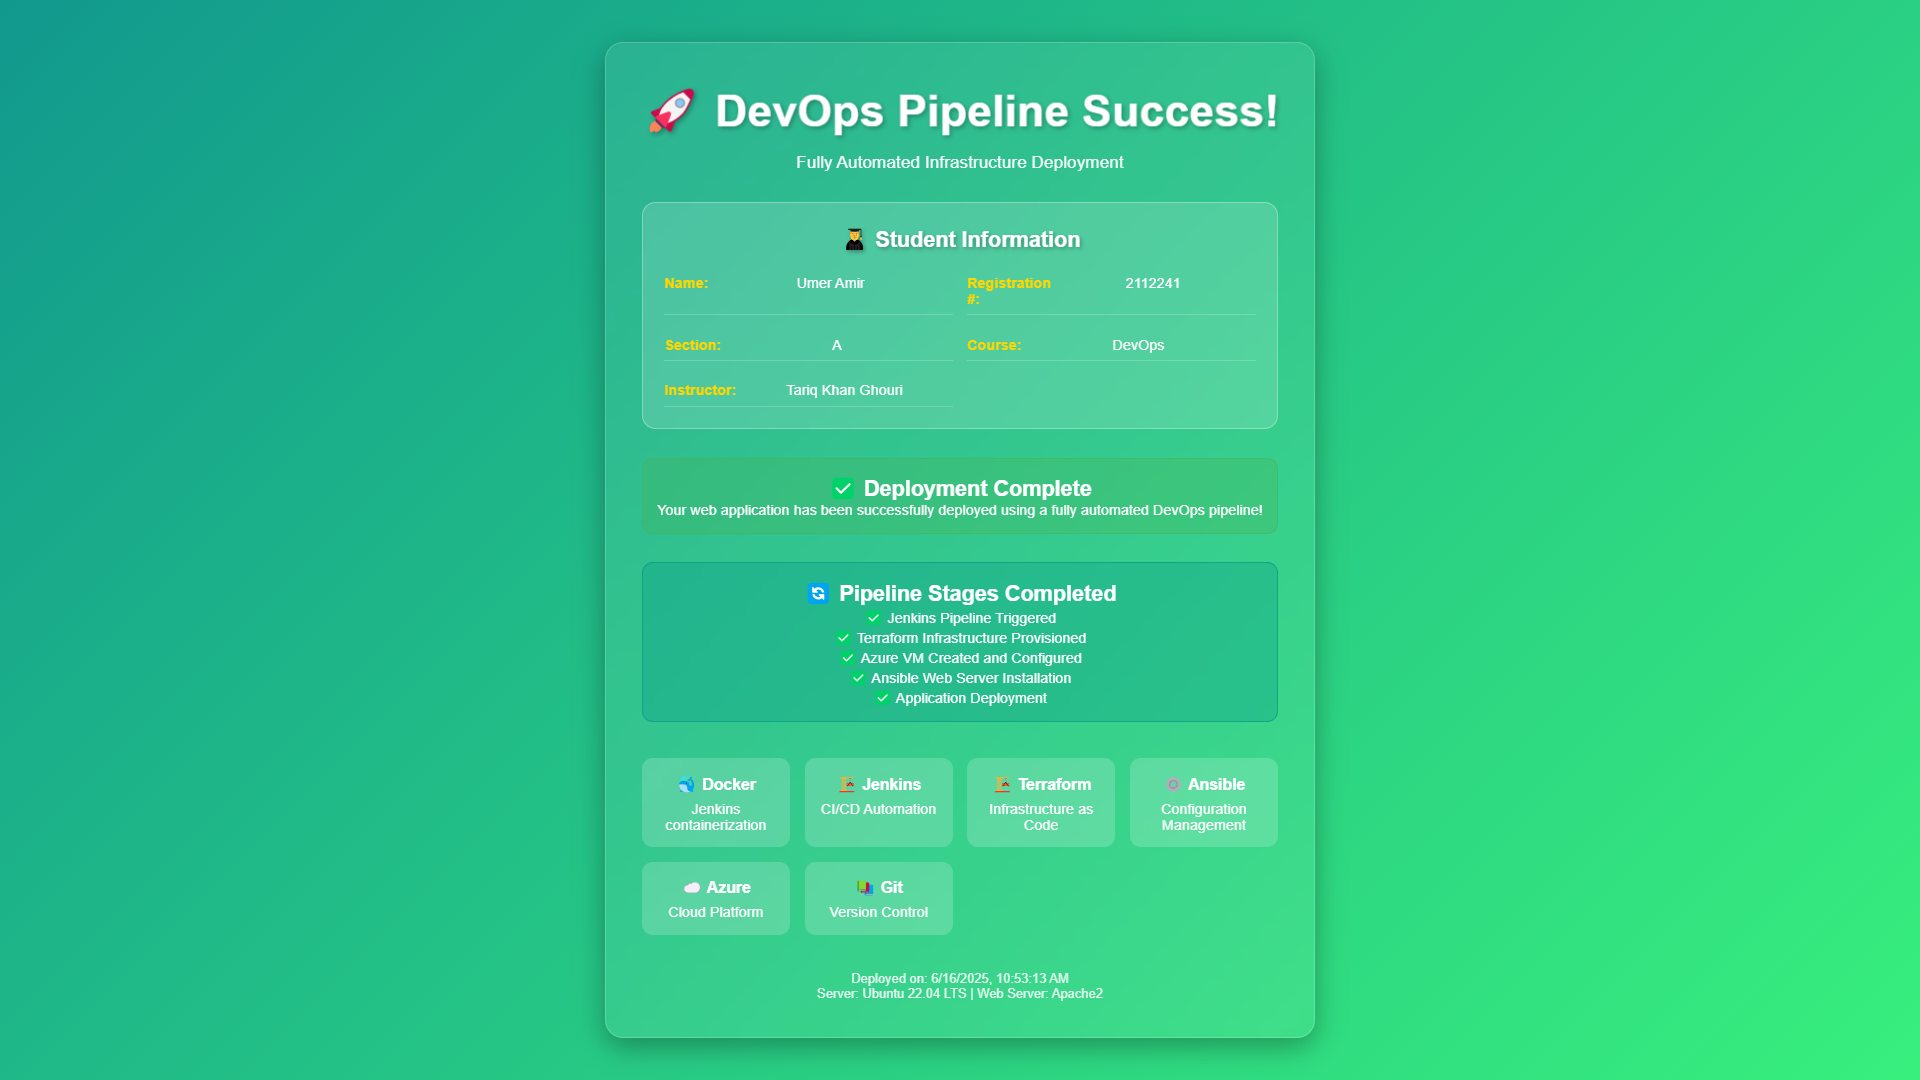 🚀 DevOps Pipeline Success!
Fully Automated Infrastructure Deployment
👨‍🎓 Student Information
Name: Umer Amir
Registration #: 2112241
Section: A
Course: DevOps
Instructor: Tariq Khan Ghouri
✅ Deployment Complete
Your web application has been successfully deployed using a fully automated DevOps pipeline!
🔄 Pipeline Stages Completed
✅ Jenkins Pipeline Triggered
✅ Terraform Infrastructure Provisioned
✅ Azure VM Created and Configured
✅ Ansible Web Server Installation
✅ Application Deployment
🐳 Docker
Jenkins
containerization
🏗️ Jenkins
CI/CD Automation
🏗️ Terraform
Infrastructure as
Code
⚙️ Ansible
Configuration
Management
☁️ Azure
Cloud Platform
📚 Git
Version Control
Deployed on: 6/16/2025, 10:53:13 AM
Server: Ubuntu 22.04 LTS | Web Server: Apache2